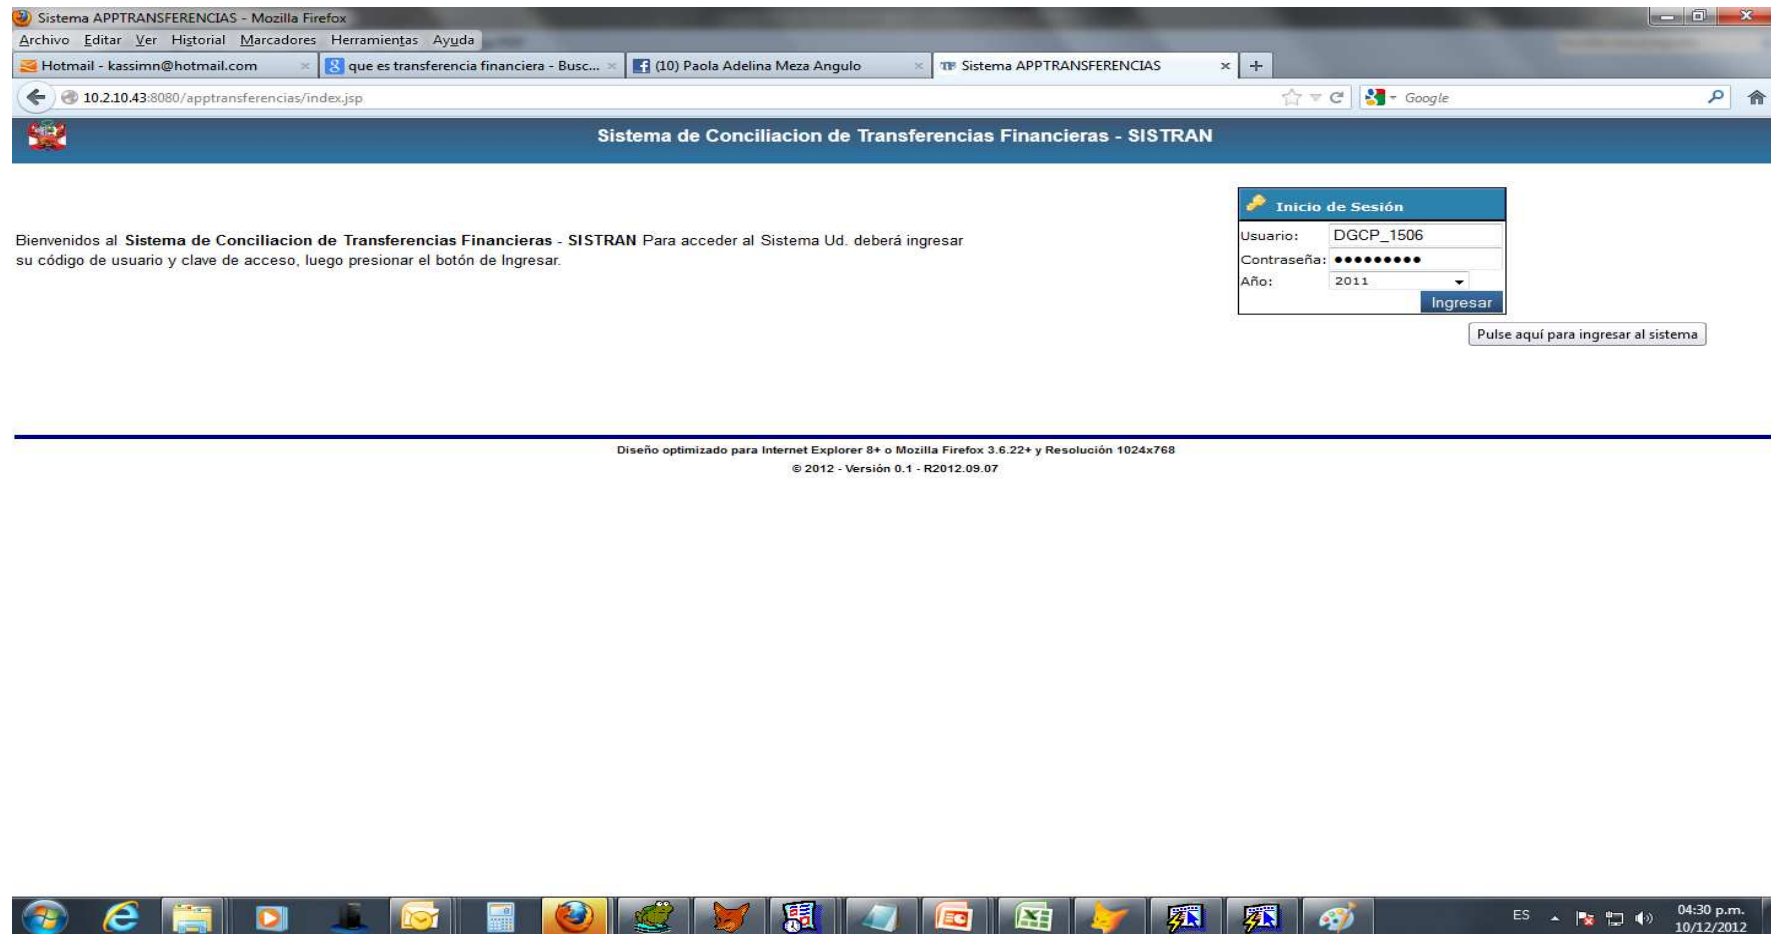 Sistema APPTRANSFERENCIAS - Mozilla Firefox
Archivo Editar Ver Historial Marcadores Herramientas Ayuda
Hotmail - kassimn@hotmail.com
que es transferencia financiera - Busc...
(10) Paola Adelina Meza Angulo
Sistema APPTRANSFERENCIAS
10.2.10.43:8080/apptransferencias/index.jsp
Google
Sistema de Conciliacion de Transferencias Financieras - SISTRAN
Inicio de Sesión
Bienvenidos al Sistema de Conciliacion de Transferencias Financieras - SISTRAN Para acceder al Sistema Ud. deberá ingresar
su código de usuario y clave de acceso, luego presionar el botón de Ingresar.
Usuario: DGCP_1506
Contraseña: •••••••••
Año: 2011
Ingresar
Pulse aquí para ingresar al sistema
Diseño optimizado para Internet Explorer 8+ o Mozilla Firefox 3.6.22+ y Resolución 1024x768
© 2012 - Versión 0.1 - R2012.09.07
ES
04:30 p.m.
10/12/2012